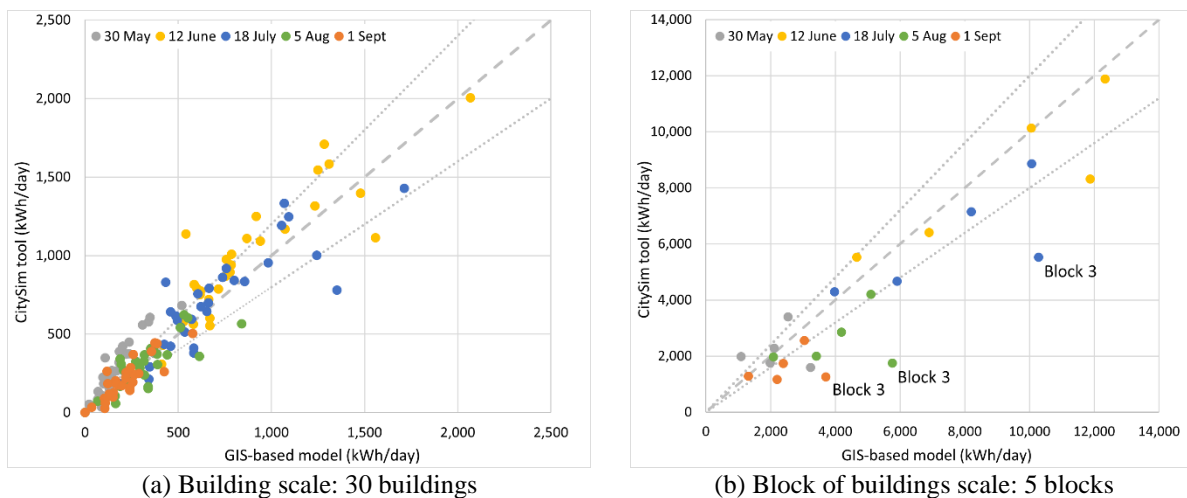 30 May 12 June 18 July 5 Aug 1 Sept
CitySim tool (kWh/day)
2,500
2,000
1,500
1,000
500
0
0 500 1,000 1,500 2,000 2,500
GIS-based model (kWh/day)
(a) Building scale: 30 buildings
30 May 12 June 18 July 5 Aug 1 Sept
CitySim tool (kWh/day)
14,000
12,000
10,000
8,000
6,000
4,000
2,000
0
Block 3
Block 3
Block 3
0 2,000 4,000 6,000 8,000 10,000 12,000 14,000
GIS-based model (kWh/day)
(b) Block of buildings scale: 5 blocks